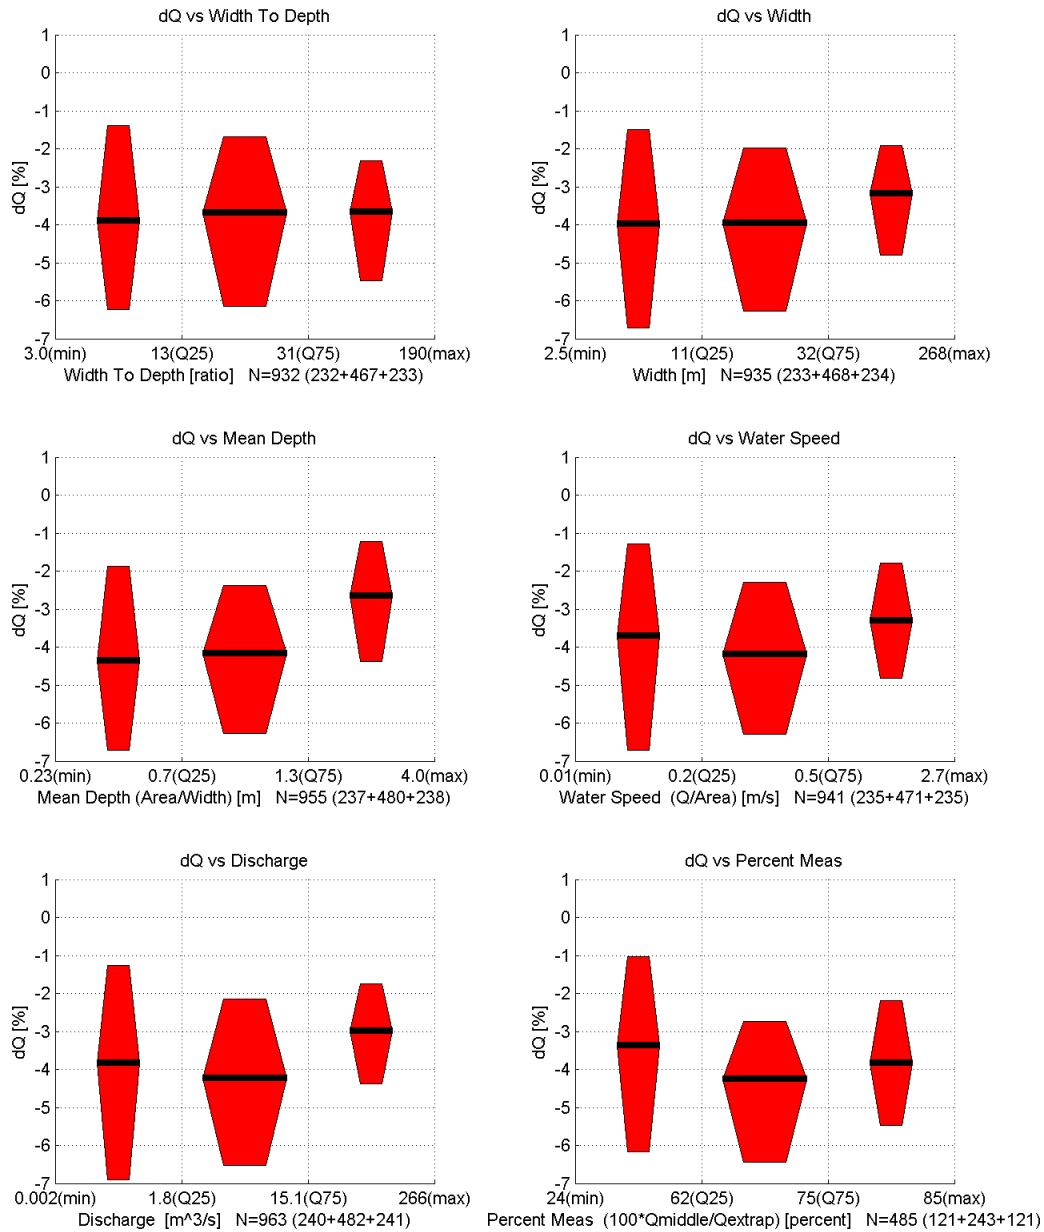 dQ vs Width To Depth
1
0
-1
-2
-3
-4
-5
-6
-7
dQ [%]
3.0(min) 13(Q25) 31(Q75) 190(max)
Width To Depth [ratio] N=932 (232+467+233)
dQ vs Width
1
0
-1
-2
-3
-4
-5
-6
-7
dQ [%]
2.5(min) 11(Q25) 32(Q75) 268(max)
Width [m] N=935 (233+468+234)
dQ vs Mean Depth
1
0
-1
-2
-3
-4
-5
-6
-7
dQ [%]
0.23(min) 0.7(Q25) 1.3(Q75) 4.0(max)
Mean Depth (Area/Width) [m] N=955 (237+480+238)
dQ vs Water Speed
1
0
-1
-2
-3
-4
-5
-6
-7
dQ [%]
0.01(min) 0.2(Q25) 0.5(Q75) 2.7(max)
Water Speed (Q/Area) [m/s] N=941 (235+471+235)
dQ vs Discharge
1
0
-1
-2
-3
-4
-5
-6
-7
dQ [%]
0.002(min) 1.8(Q25) 15.1(Q75) 266(max)
Discharge [m^3/s] N=963 (240+482+241)
dQ vs Percent Meas
1
0
-1
-2
-3
-4
-5
-6
-7
dQ [%]
24(min) 62(Q25) 75(Q75) 85(max)
Percent Meas (100*Qmiddle/Qextrap) [percent] N=485 (121+243+121)